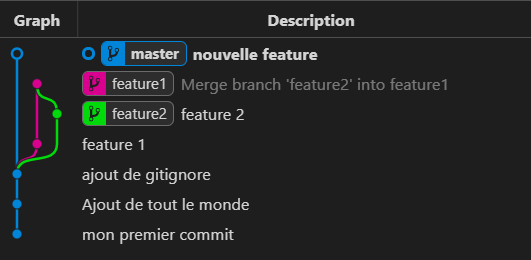 Graph Description
master nouvelle feature
feature1 Merge branch 'feature2' into feature1
feature2 feature 2
feature 1
ajout de gitignore
Ajout de tout le monde
mon premier commit